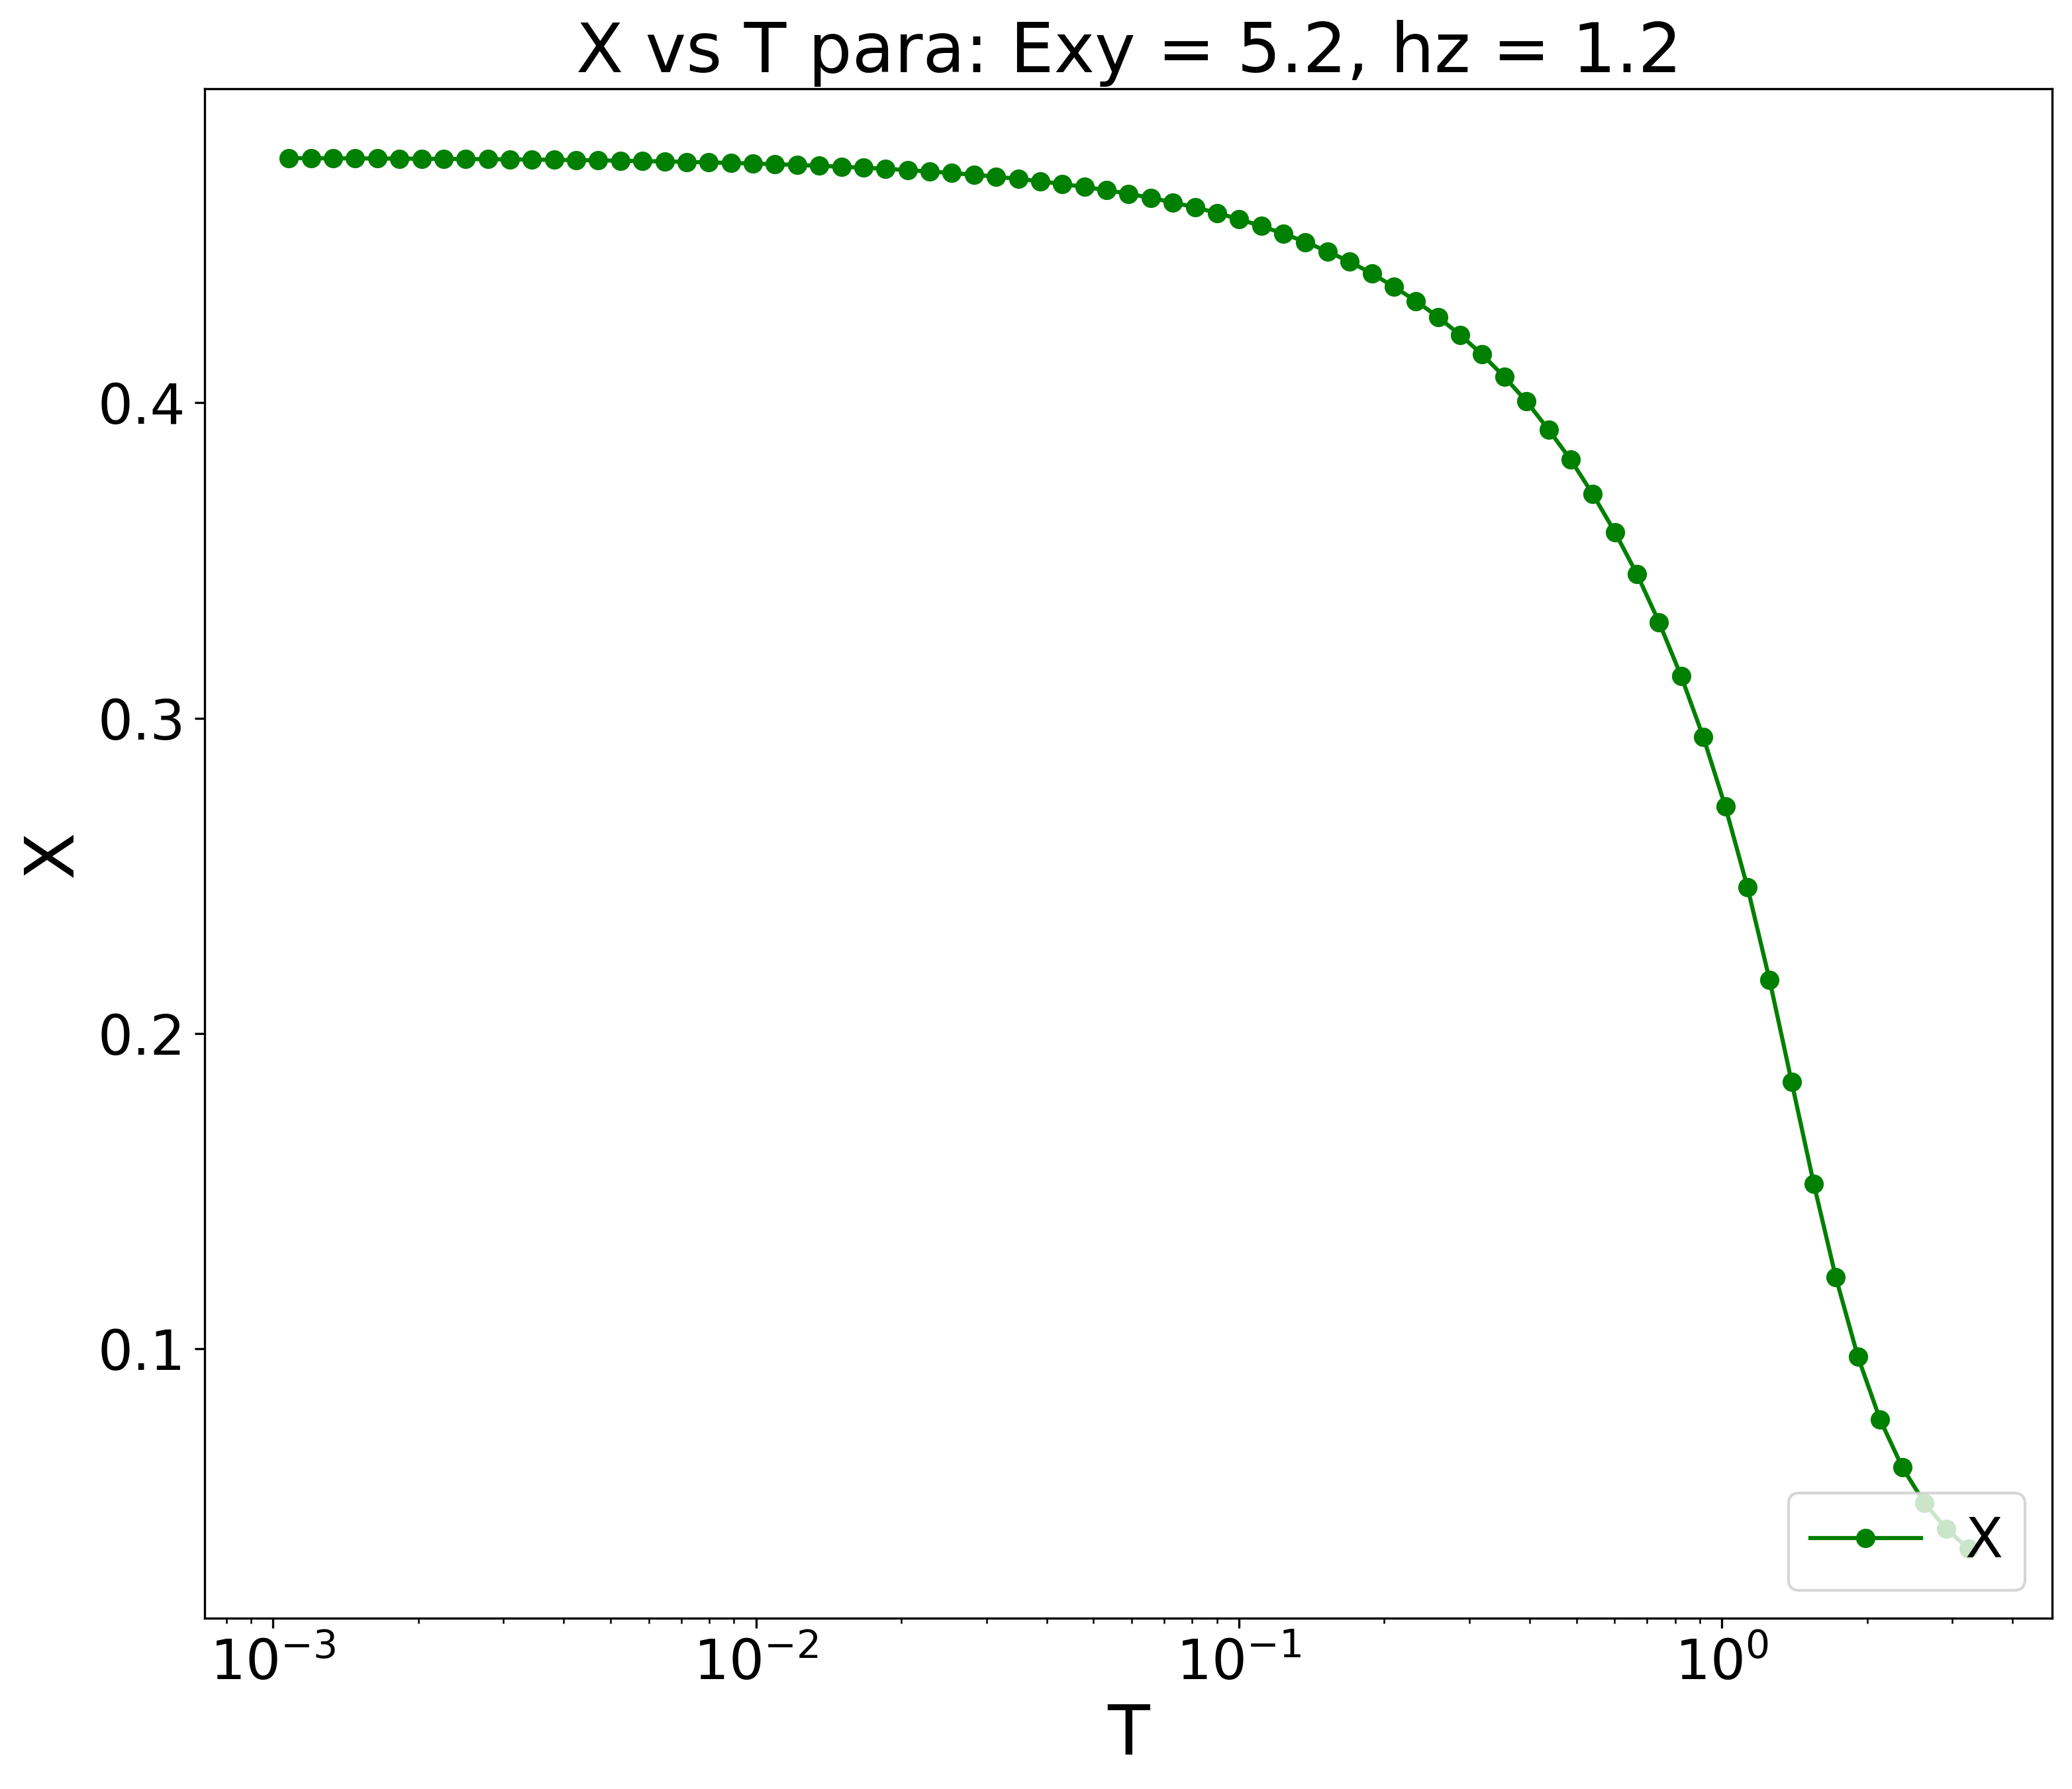 X vs T para: Exy = 5.2, hz = 1.2
X
0.4
0.3
0.2
0.1
X
10⁻³ 10⁻² 10⁻¹ 10⁰
T